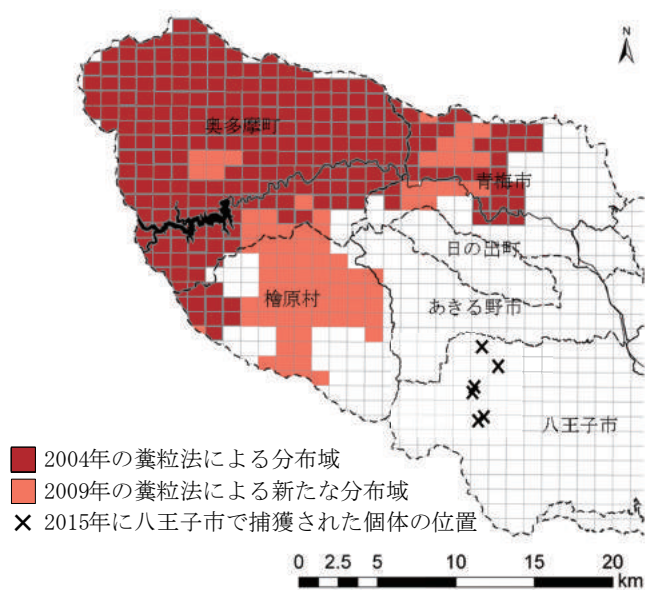 N
奥多摩町
青梅市
日の出町
檜原村
あきる野市
八王子市
2004年の糞粒法による分布域
2009年の糞粒法による新たな分布域
2015年に八王子市で捕獲された個体の位置
0 2.5 5 10 15 20
km